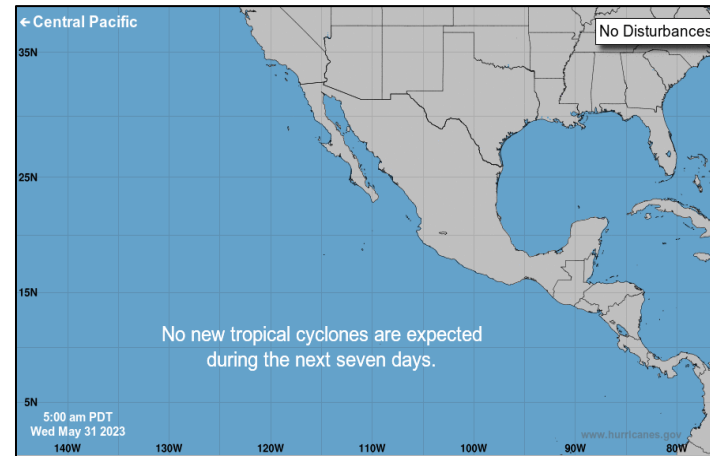 ←Central Pacific
No Disturbances
35N
25N
15N
No new tropical cyclones are expected
during the next seven days.
5N
5:00 am PDT
Wed May 31 2023
www.hurricanes.gov
140W 130W 120W 110W 100W 90W 80W